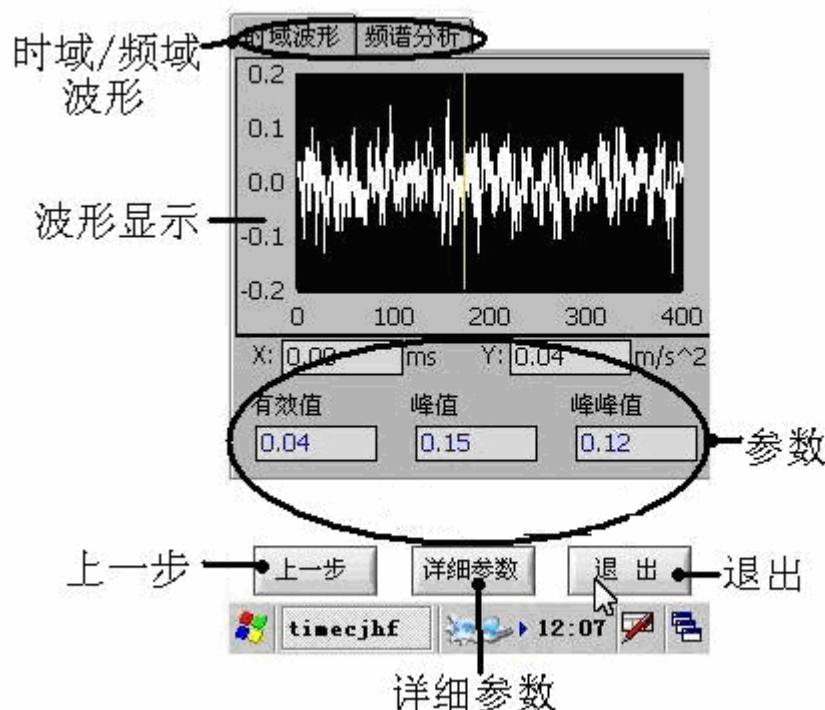 时域/频域
波形
时域波形 频谱分析
0.2
0.1
0.0
-0.1
-0.2
波形显示
0 100 200 300 400
X: 0.00 ms Y: 0.04 m/s^2
有效值 峰值 峰峰值
0.04 0.15 0.12
参数
上一步 上一步 详细参数 退 出 退出
timecjhf 12:07
详细参数